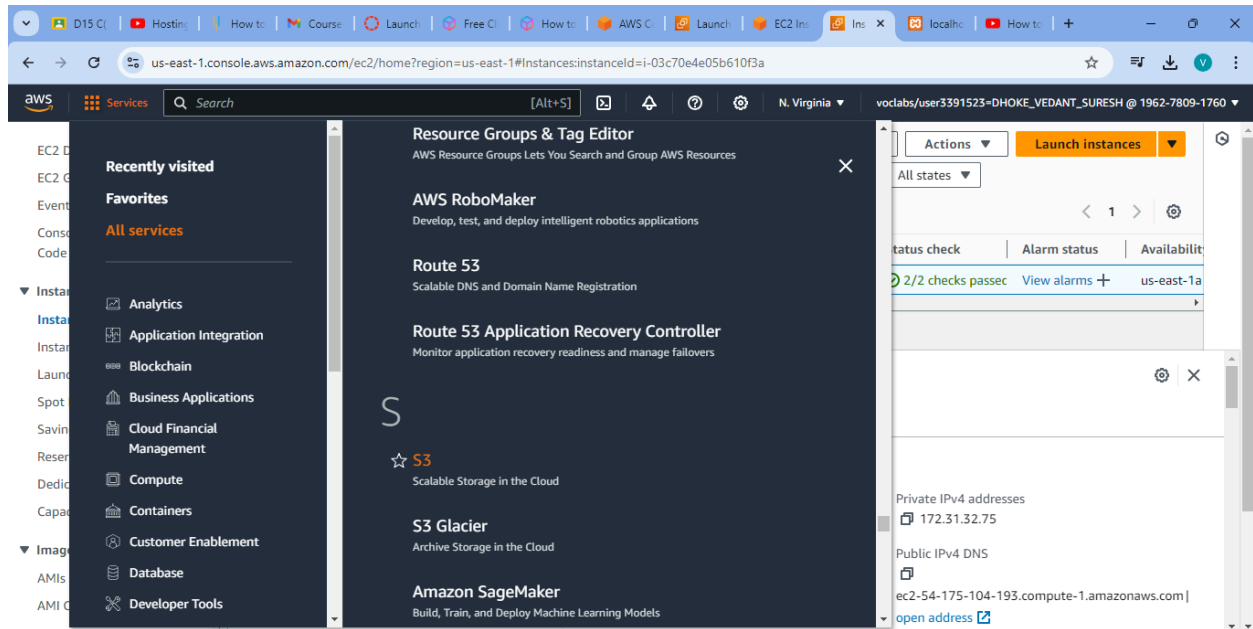 D15 C(
Hosting
How to
Course
Launch
Free Cl
How to
AWS Co
Launch
EC2 Ins
Ins
localho
How to
us-east-1.console.aws.amazon.com/ec2/home?region=us-east-1#Instances:instanceId=i-03c70e4e05b610f3a
V
aws
Services
Search
[Alt+S]
N. Virginia
voclabs/user3391523=DHOKE_VEDANT_SURESH @ 1962-7809-1760
EC2 D
EC2 G
Event
Conso
Code
Instan
Instan
Instan
Launc
Spot
Savin
Reser
Dedic
Capac
Image
AMIs
AMI C
Recently visited
Favorites
All services
Analytics
Application Integration
Blockchain
Business Applications
Cloud Financial
Management
Compute
Containers
Customer Enablement
Database
Developer Tools
Resource Groups & Tag Editor
AWS Resource Groups Lets You Search and Group AWS Resources
AWS RoboMaker
Develop, test, and deploy intelligent robotics applications
Route 53
Scalable DNS and Domain Name Registration
Route 53 Application Recovery Controller
Monitor application recovery readiness and manage failovers
S
S3
Scalable Storage in the Cloud
S3 Glacier
Archive Storage in the Cloud
Amazon SageMaker
Build, Train, and Deploy Machine Learning Models
Actions
Launch instances
All states
1
tatus check
Alarm status
Availability
2/2 checks passec
View alarms
us-east-1a
Private IPv4 addresses
172.31.32.75
Public IPv4 DNS
ec2-54-175-104-193.compute-1.amazonaws.com |
open address